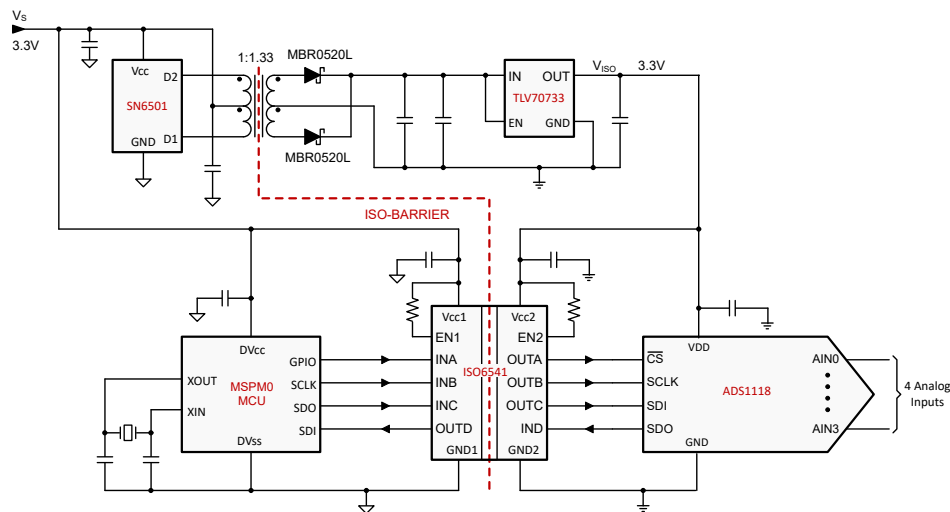 VS
3.3V
1:1.33
MBR0520L
Vcc
D2
SN6501
GND
D1
MBR0520L
IN
OUT
TLV70733
EN
GND
VISO
3.3V
ISO-BARRIER
DVcc
XOUT
XIN
MSPM0
MCU
DVss
GPIO
SCLK
SDO
SDI
Vcc1
EN1
INA
INB
INC
OUTD
GND1
ISO6541
Vcc2
EN2
OUTA
OUTB
OUTC
IND
GND2
VDD
CS
SCLK
SDI
SDO
ADS1118
GND
AIN0
AIN3
4 Analog
Inputs